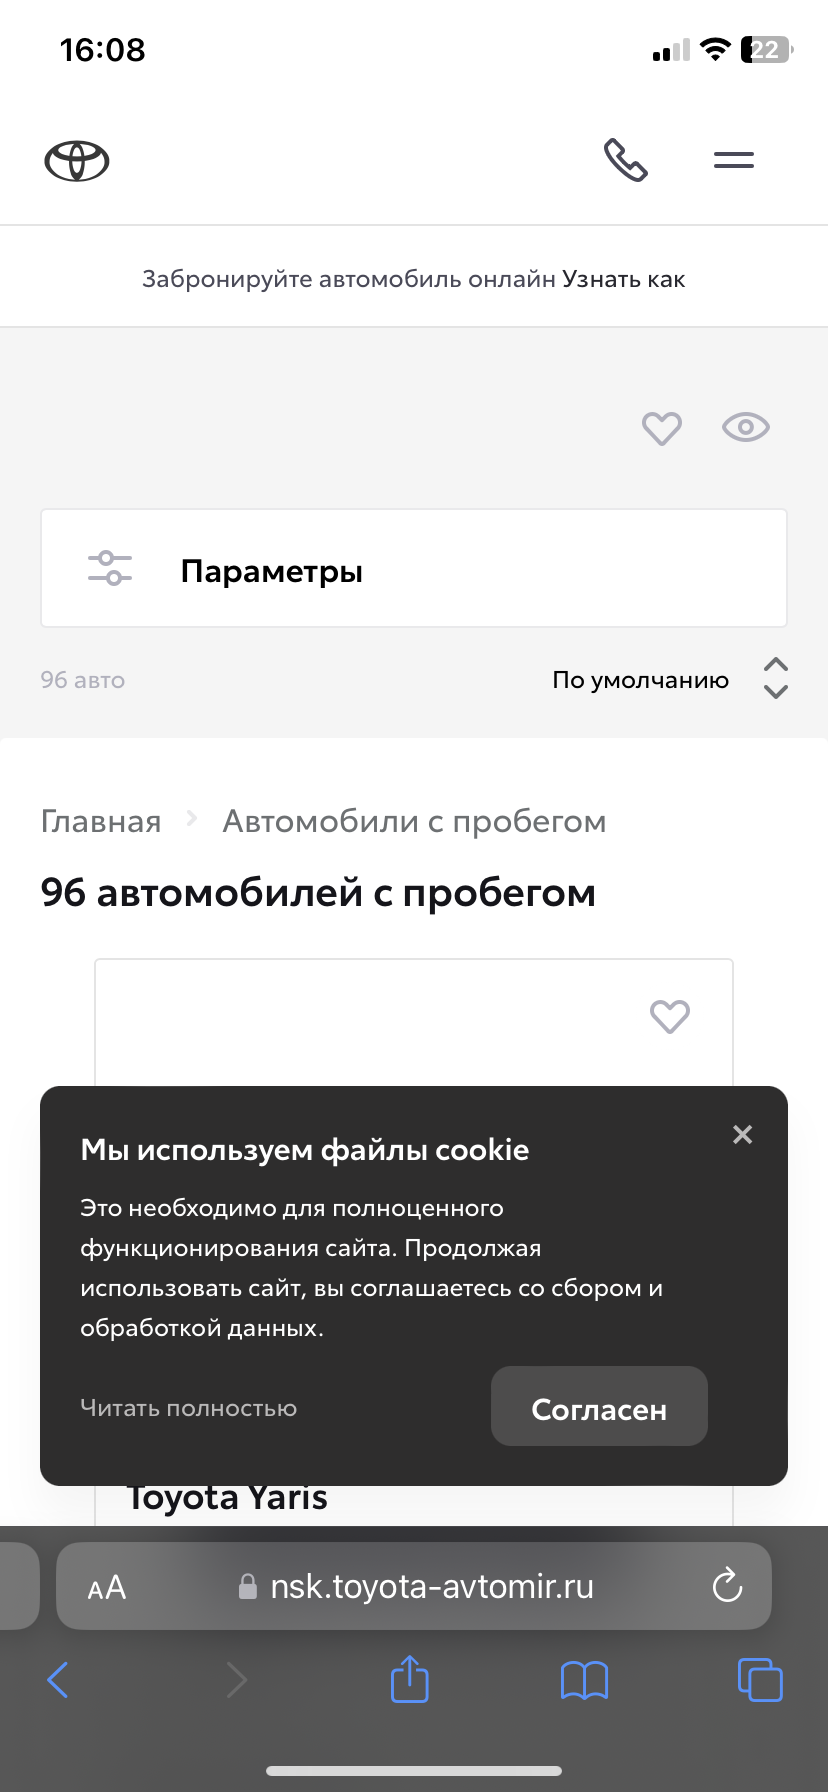 16:08
22
Забронируйте автомобиль онлайн Узнать как
Параметры
96 авто
По умолчанию
Главная
Автомобили с пробегом
96 автомобилей с пробегом
Мы используем файлы cookie
Это необходимо для полноценного
функционирования сайта. Продолжая
использовать сайт, вы соглашаетесь со сбором и
обработкой данных.
Читать полностью
Согласен
Toyota Yaris
AA
nsk.toyota-avtomir.ru